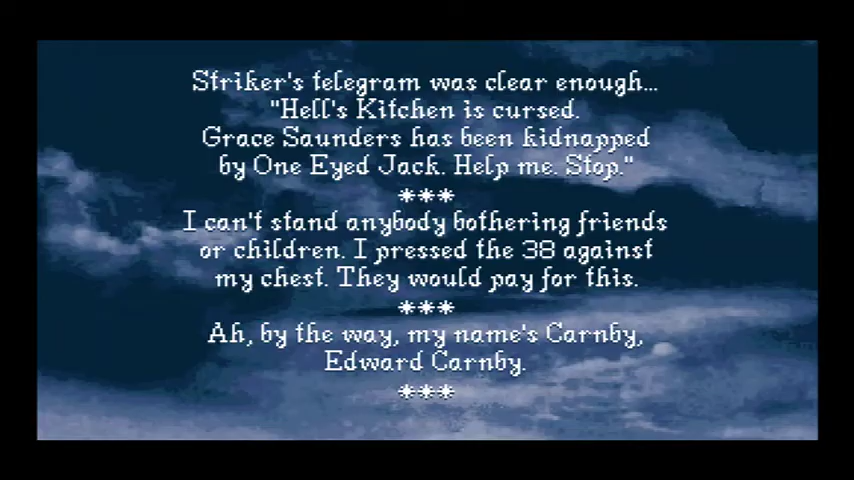 Striker's telegram was clear enough...
"Hell's Kitchen is cursed.
Grace Saunders has been kidnapped
by One Eyed Jack. Help me. Stop."
***
I can't stand anybody bothering friends
or children. I pressed the 38 against
my chest. They would pay for this.
***
Ah, by the way, my name's Carnby,
Edward Carnby.
***